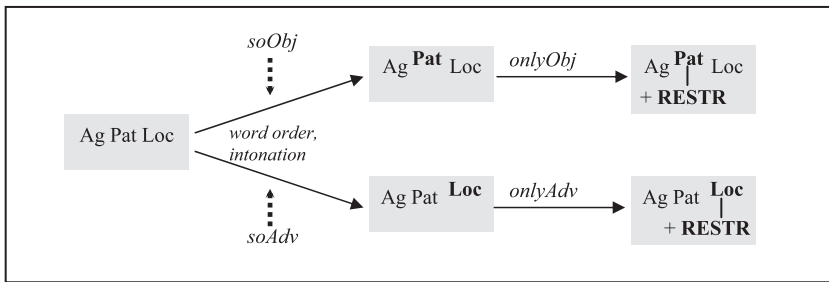 soObj
Ag Pat Loc
onlyObj
Ag Pat Loc
+ RESTR
Ag Pat Loc
word order,
intonation
Ag Pat Loc
onlyAdv
Ag Pat Loc
+ RESTR
soAdv